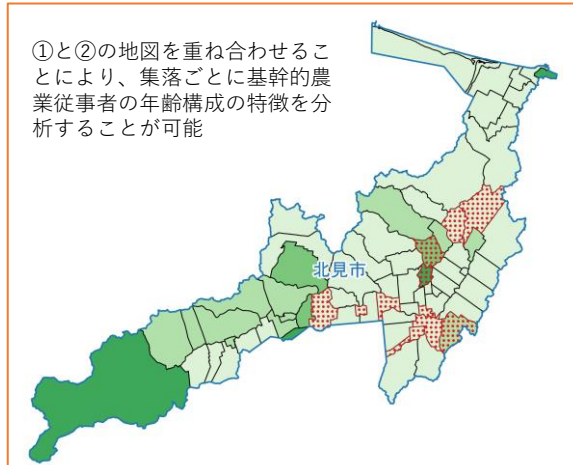 ①と②の地図を重ね合わせるこ
とにより、集落ごとに基幹的農
業従事者の年齢構成の特徴を分
析することが可能
北見市